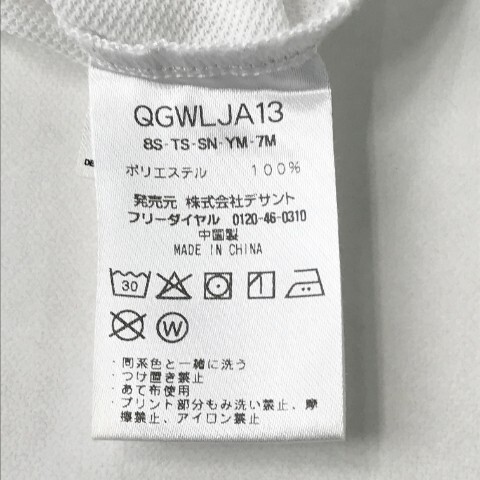 QGWLJA13
8S-TS-SN-YM-7M
ポリエステル 100%
発売元 株式会社デサント
フリーダイヤル 0120-46-0310
中国製
MADE IN CHINA
30
W
・同系色と一緒に洗う
・つけ置き禁止
・あて布使用
・プリント部分もみ洗い禁止、摩
擦禁止、アイロン禁止